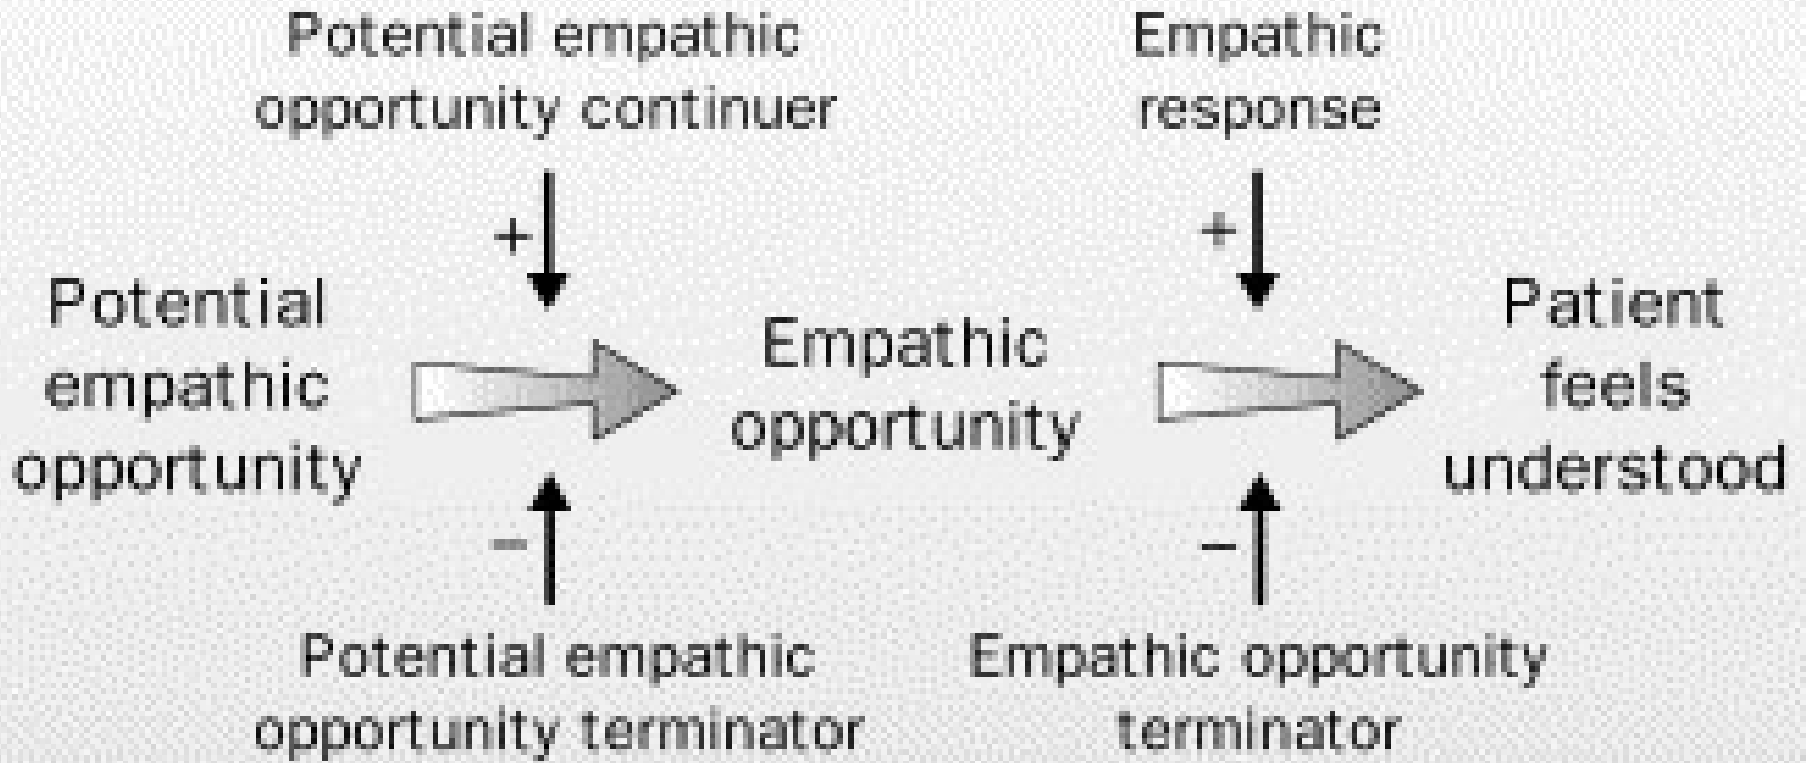 Potential empathic
opportunity continuer
Empathic
response
+
+
Potential
empathic
opportunity
Empathic
opportunity
Patient
feels
understood
–
–
Potential empathic
opportunity terminator
Empathic opportunity
terminator